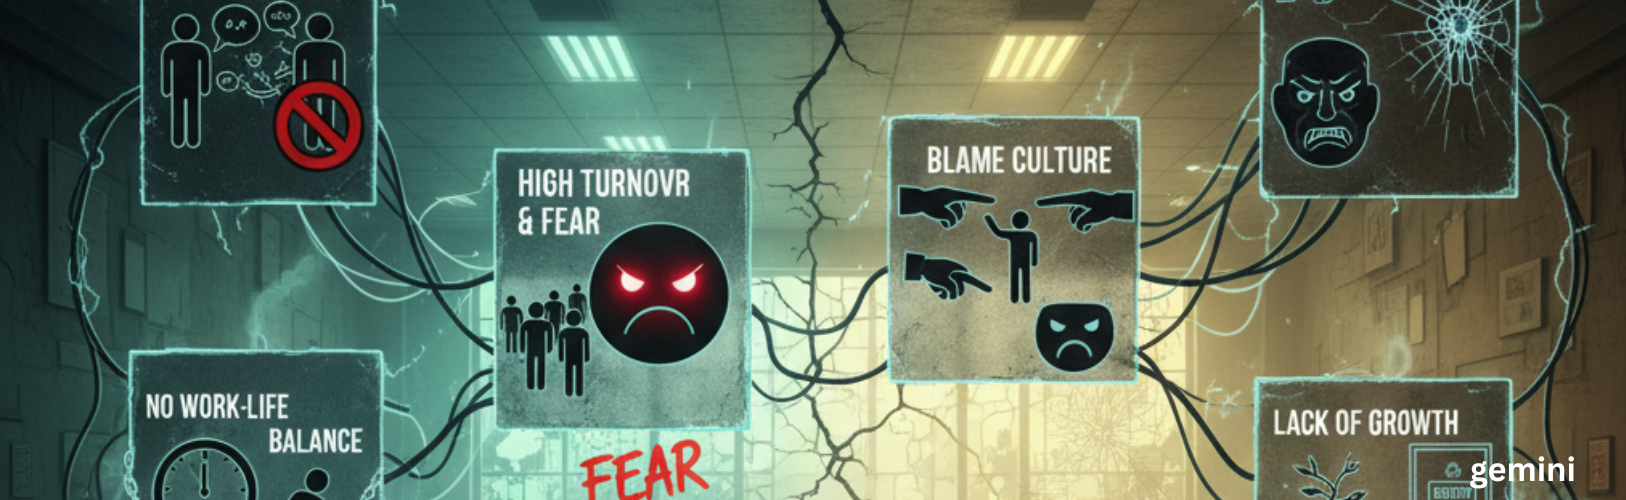 HIGH TURNOVR
& FEAR
BLAME CULTURE
NO WORK-LIFE
BALANCE
FEAR
LACK OF GROWTH
gemini